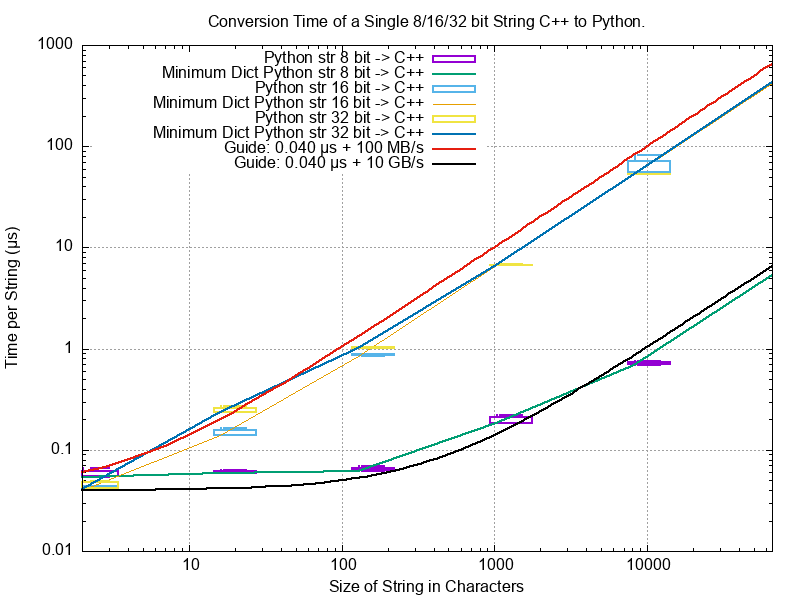 Conversion Time of a Single 8/16/32 bit String C++ to Python.
1000
100
10
1
0.1
0.01
Time per String (µs)
Python str 8 bit -> C++
Minimum Dict Python str 8 bit -> C++
Python str 16 bit -> C++
Minimum Dict Python str 16 bit -> C++
Python str 32 bit -> C++
Minimum Dict Python str 32 bit -> C++
Guide: 0.040 µs + 100 MB/s
Guide: 0.040 µs + 10 GB/s
10
100
1000
10000
Size of String in Characters